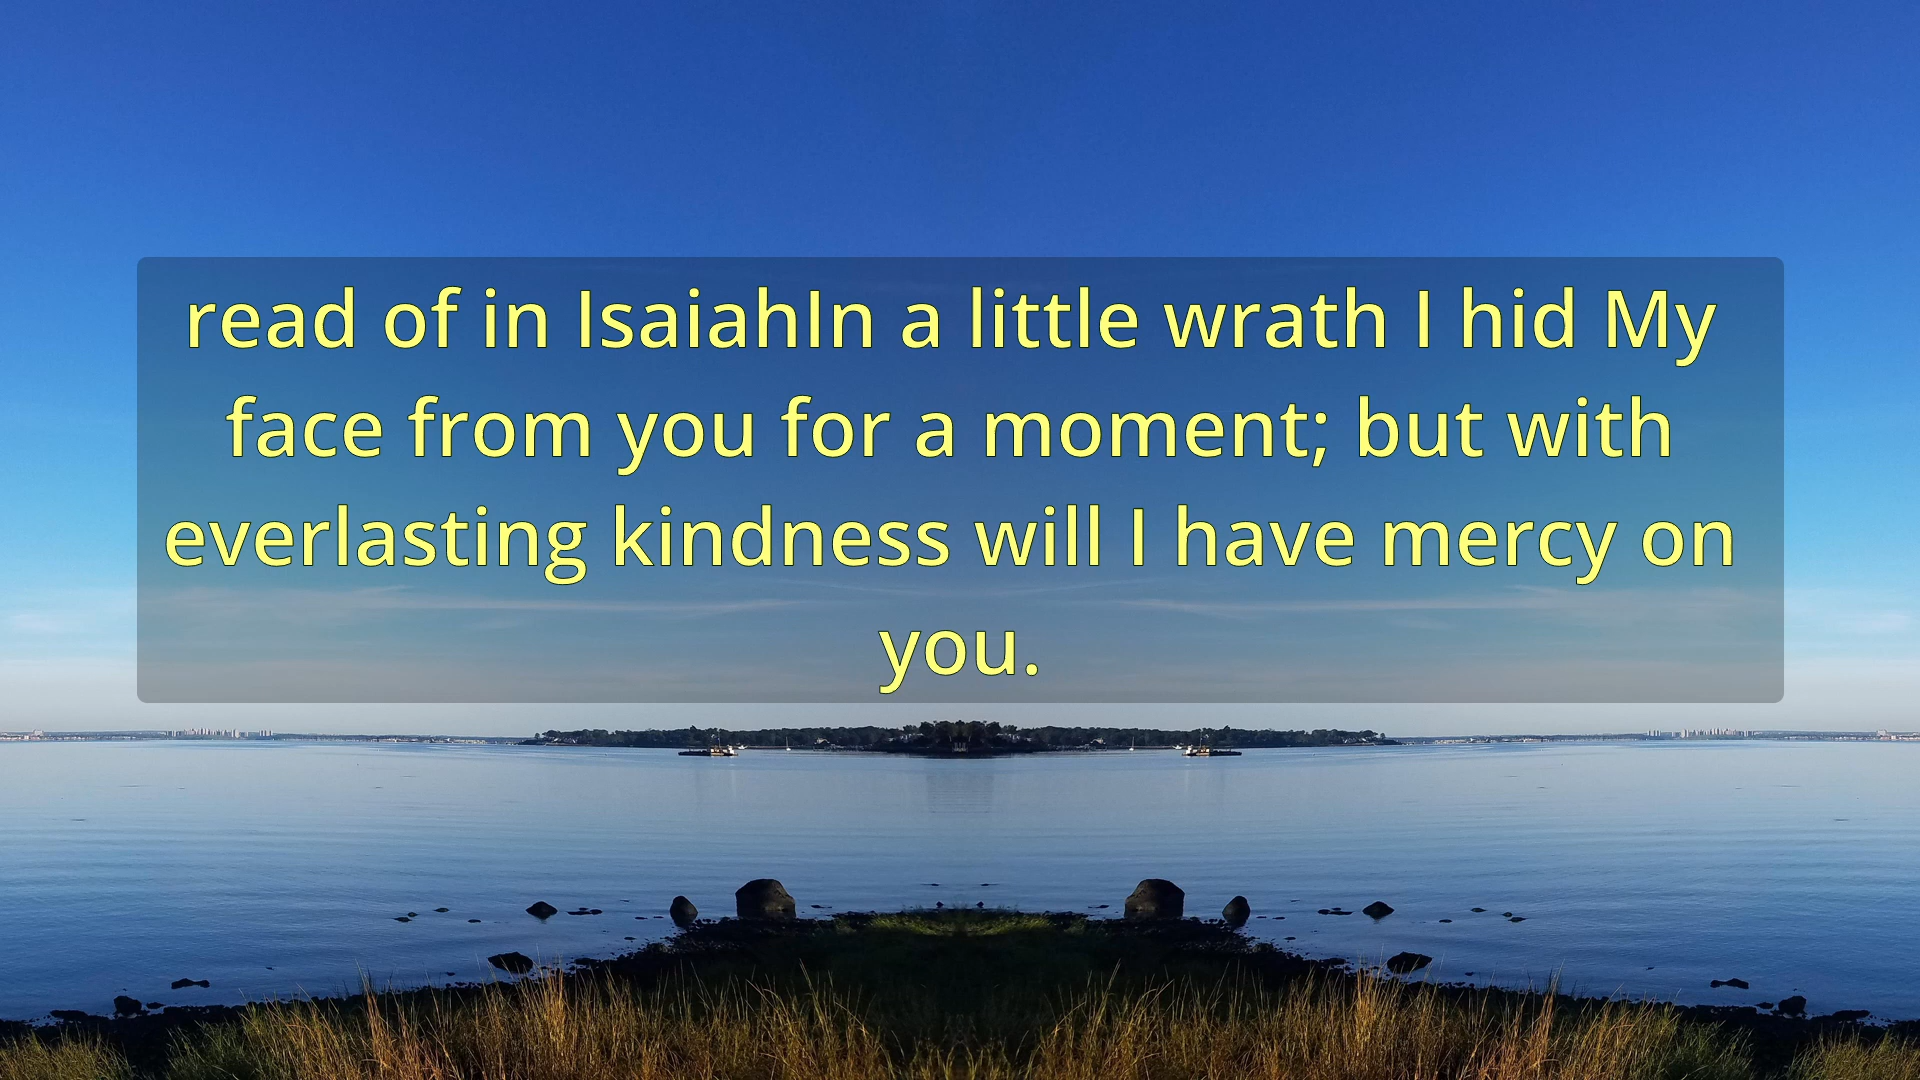 read of in IsaiahIn a little wrath I hid My
face from you for a moment; but with
everlasting kindness will I have mercy on
you.